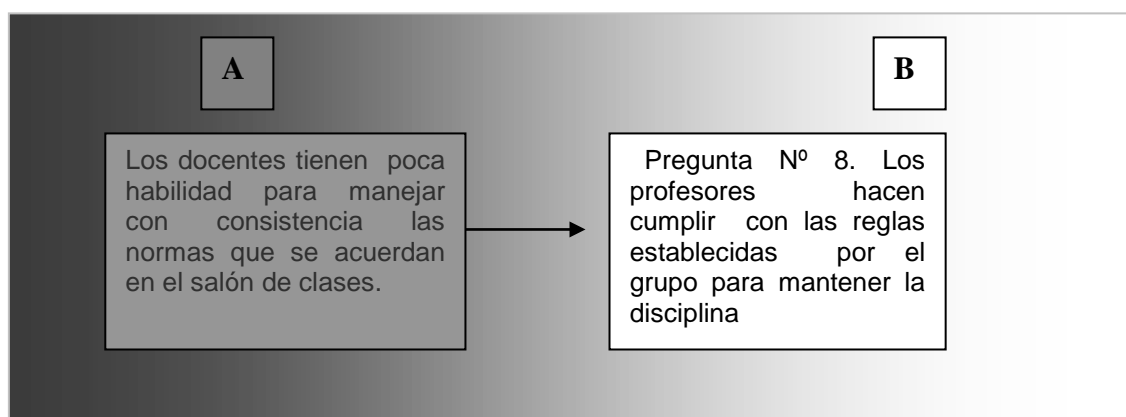 A
B
Los docentes tienen poca
habilidad para manejar
con consistencia las
normas que se acuerdan
en el salón de clases.
Pregunta Nº 8. Los
profesores hacen
cumplir con las reglas
establecidas por el
grupo para mantener la
disciplina